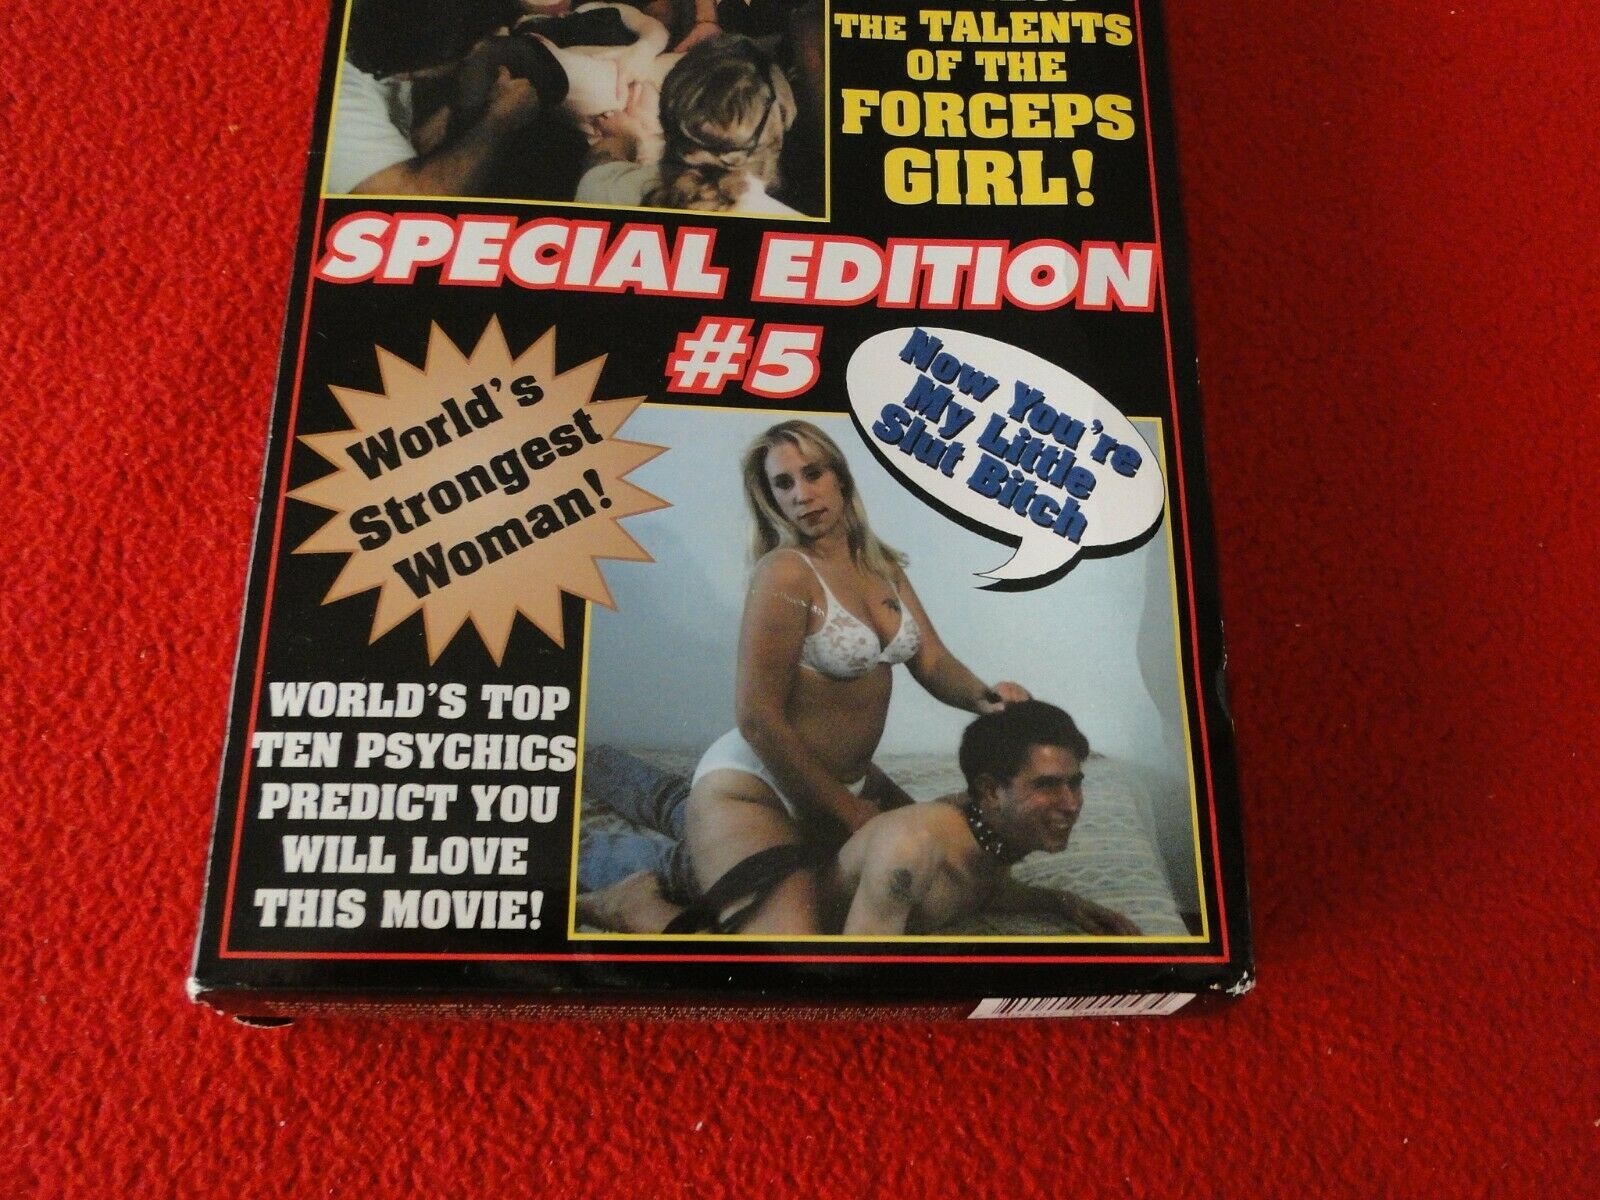 THE TALENTS
OF THE
FORCEPS
GIRL!
SPECIAL EDITION
#5
World's
Strongest
Woman!
Now You're
My Little
Slut Bitch
WORLD'S TOP
TEN PSYCHICS
PREDICT YOU
WILL LOVE
THIS MOVIE!